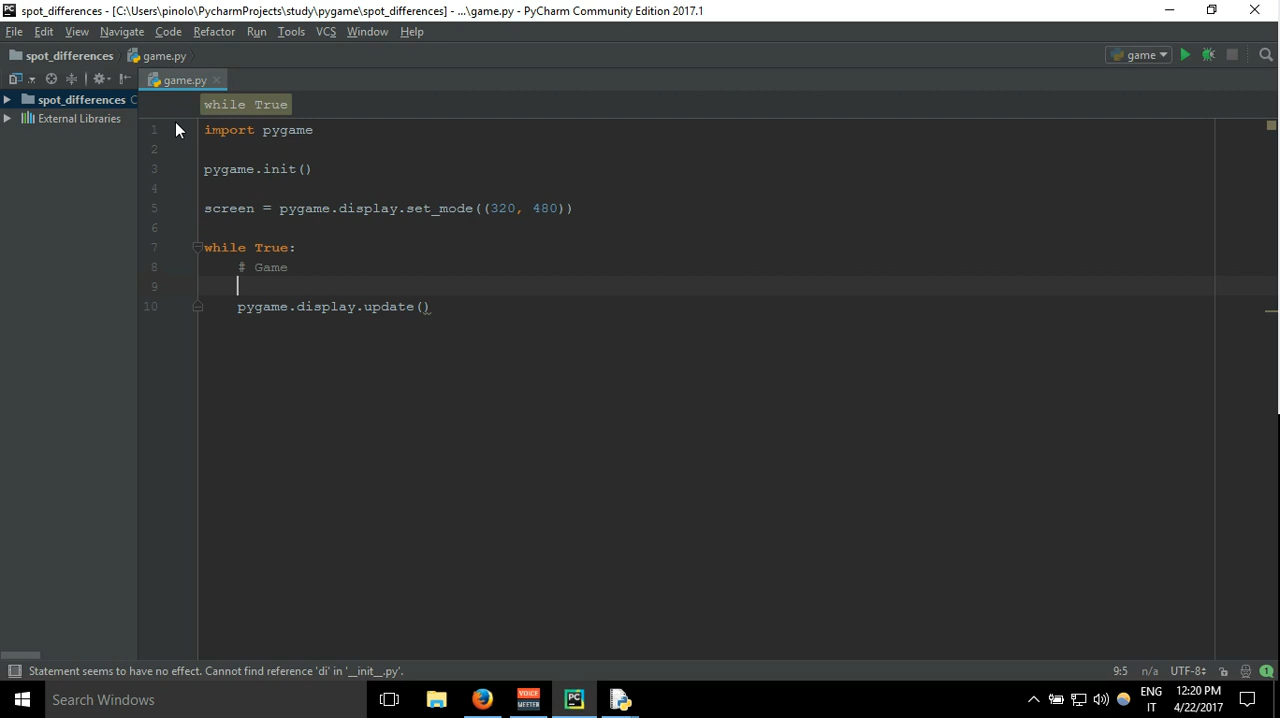 spot_differences - [C:\Users\pinolo\PycharmProjects\study\pygame\spot_differences] - ...\game.py - PyCharm Community Edition 2017.1
File Edit View Navigate Code Refactor Run Tools VCS Window Help
spot_differences game.py game
game.py
spot_differences C
External Libraries
while True
1 import pygame
2
3 pygame.init()
4
5 screen = pygame.display.set_mode((320, 480))
6
7 while True:
8 # Game
9
10 pygame.display.update()
Statement seems to have no effect. Cannot find reference 'di' in '__init__.py'. 9:5 n/a UTF-8 1
Search Windows VOICE MEETER PC ENG IT 12:20 PM 4/22/2017